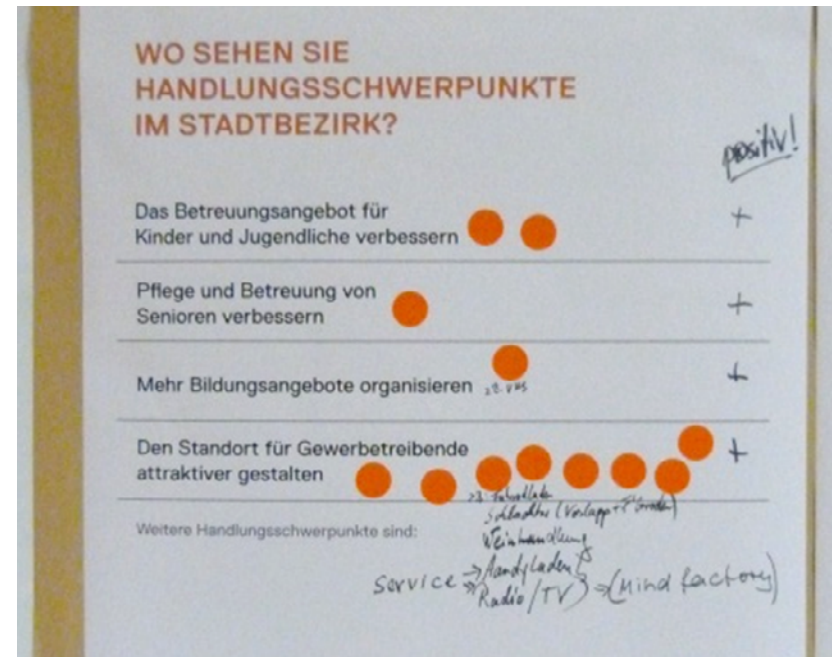 WO SEHEN SIE
HANDLUNGSSCHWERPUNKTE
IM STADTBEZIRK?
positiv!
Das Betreuungsangebot für
Kinder und Jugendliche verbessern
+
Pflege und Betreuung von
Senioren verbessern
+
Mehr Bildungsangebote organisieren
+
Den Standort für Gewerbetreibende
attraktiver gestalten
+
Weitere Handlungsschwerpunkte sind:
Weinhandlung
Service → Handyladen
Radio/TV → (Mind factory)